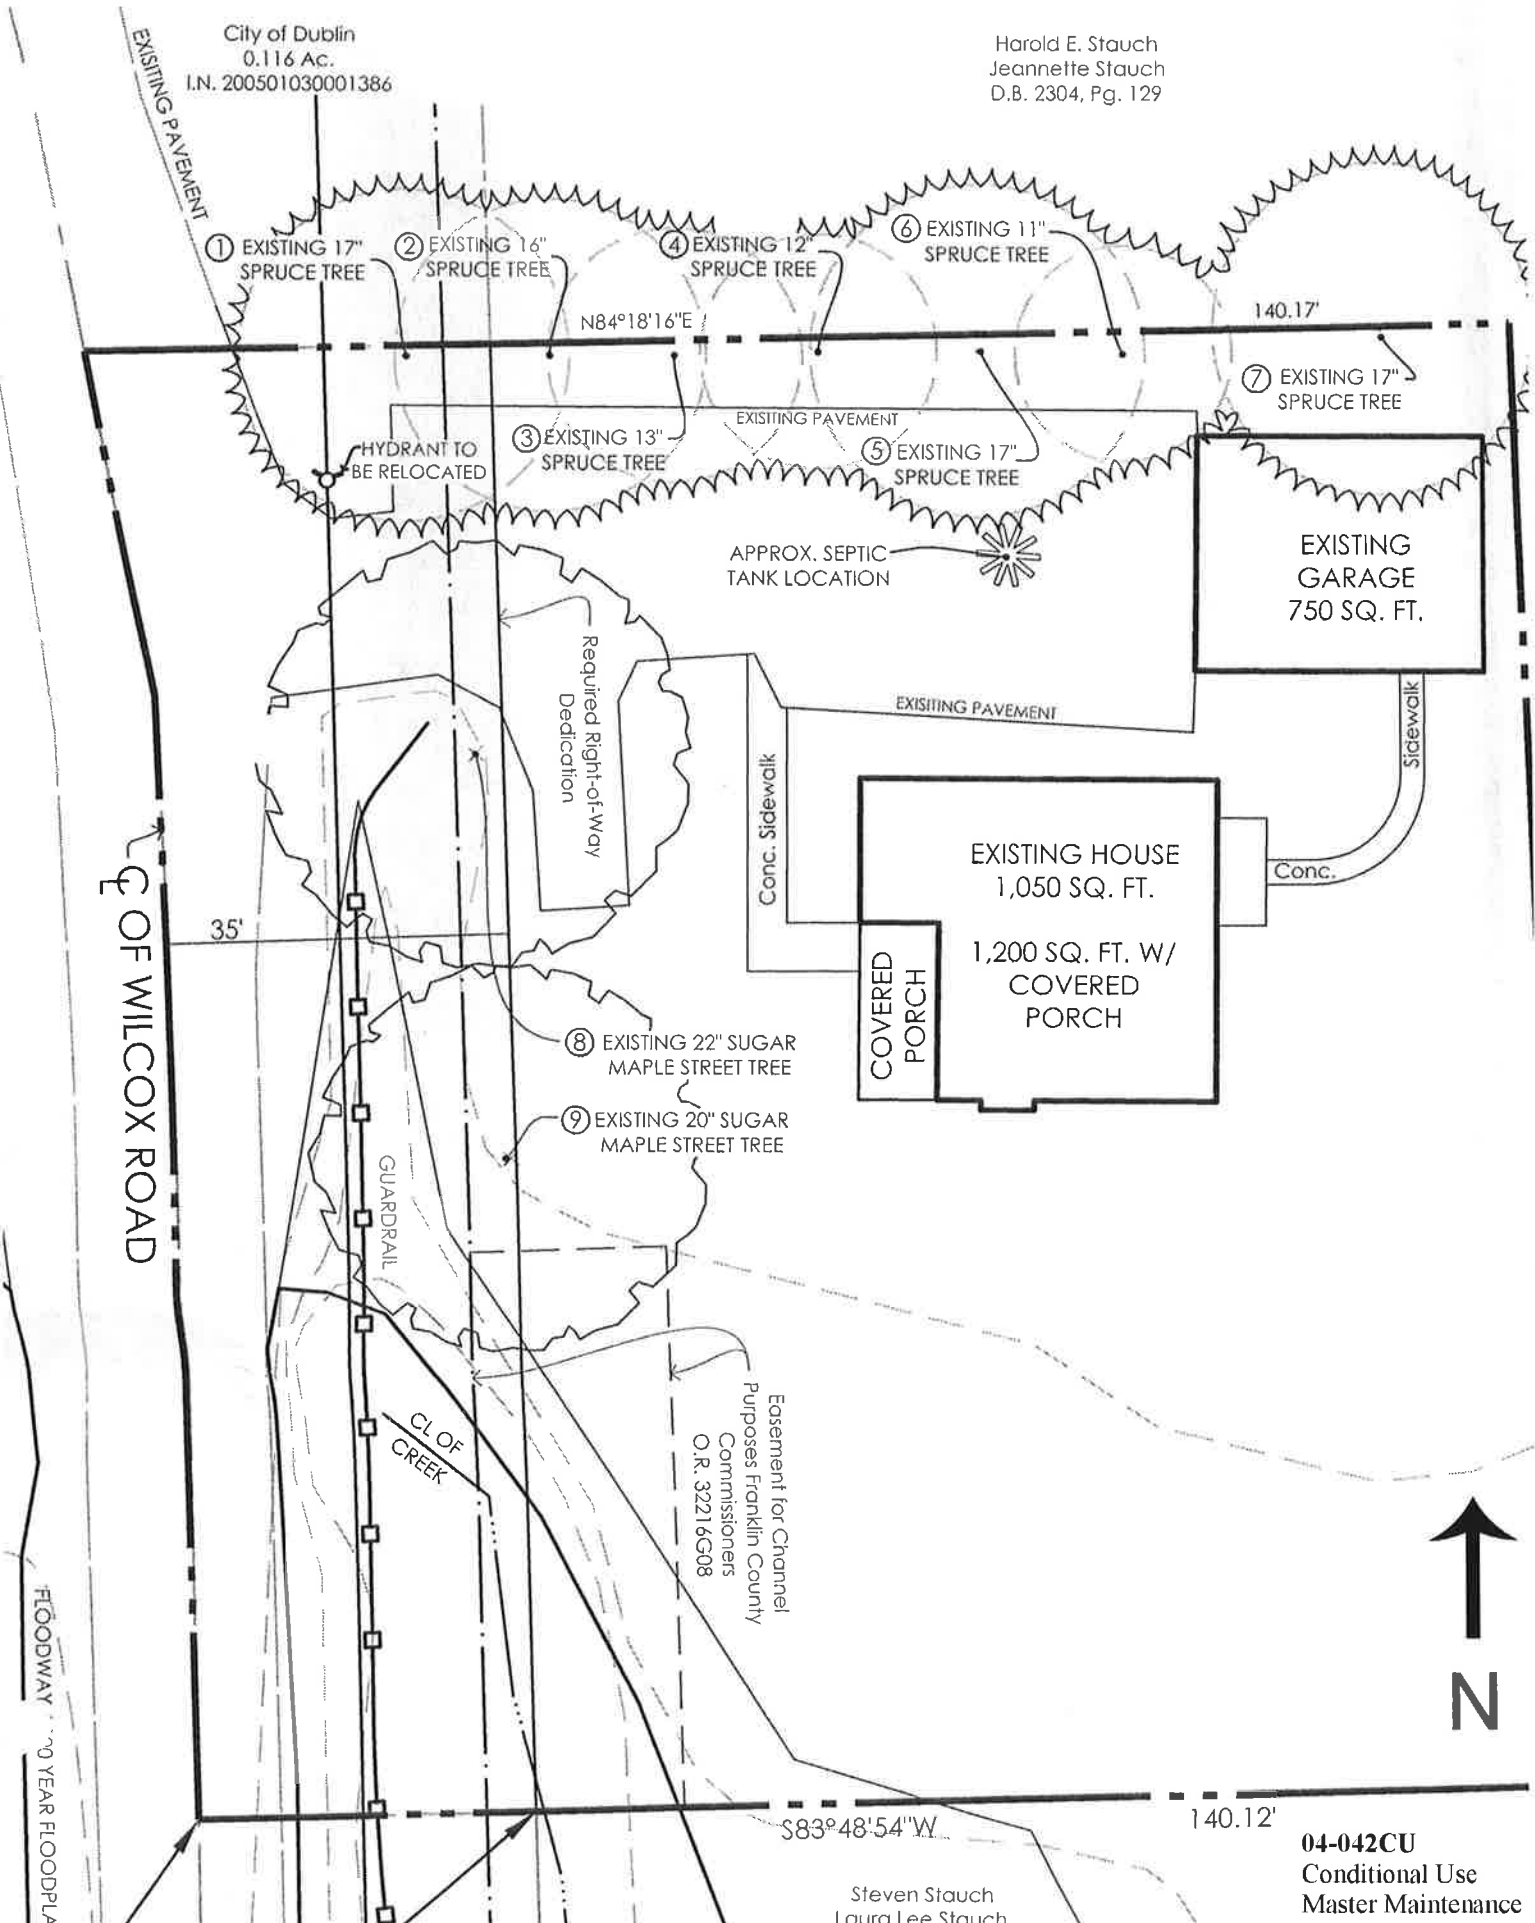 City of Dublin
0.116 Ac.
I.N. 200501030001386
Harold E. Stauch
Jeannette Stauch
D.B. 2304, Pg. 129
EXISITING PAVEMENT
1 EXISTING 17"
SPRUCE TREE
2 EXISTING 16"
SPRUCE TREE
4 EXISTING 12"
SPRUCE TREE
6 EXISTING 11"
SPRUCE TREE
N84°18'16"E
140.17'
7 EXISTING 17"
SPRUCE TREE
EXISITING PAVEMENT
3 EXISTING 13"
SPRUCE TREE
5 EXISTING 17"
SPRUCE TREE
HYDRANT TO
BE RELOCATED
APPROX. SEPTIC
TANK LOCATION
EXISTING
GARAGE
750 SQ. FT.
Required Right-of-Way
Dedication
EXISITING PAVEMENT
Sidewalk
Conc. Sidewalk
EXISTING HOUSE
1,050 SQ. FT.
1,200 SQ. FT. W/
COVERED
PORCH
Conc.
COVERED
PORCH
35'
CL OF WILCOX ROAD
8 EXISTING 22" SUGAR
MAPLE STREET TREE
9 EXISTING 20" SUGAR
MAPLE STREET TREE
GUARDRAIL
CL OF
CREEK
Easement for Channel
Purposes Franklin County
Commissioners
O.R. 32216G08
N
FLOODWAY
YEAR
S83°48'54"W
140.12'
04-042CU
Conditional Use
Master Maintenance
Steven Stauch
Laura Lee Stauch